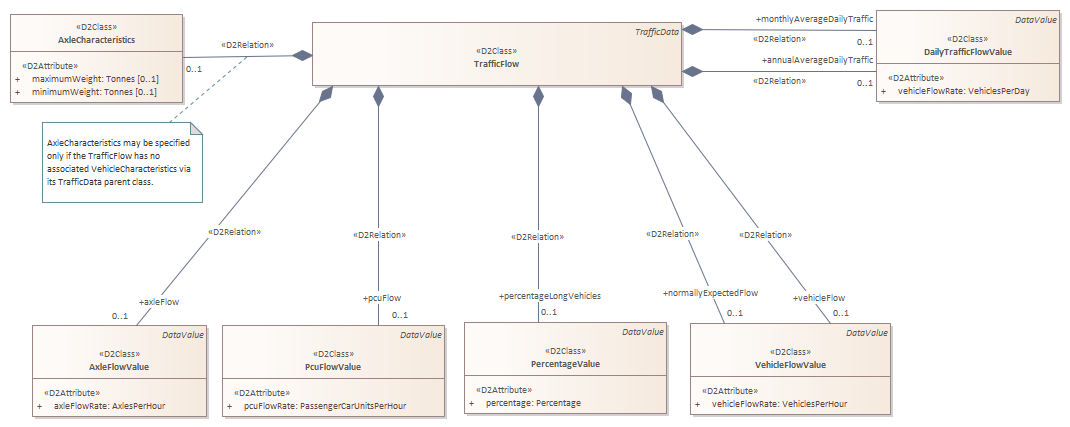 «D2Class»
AxleCharacteristics
«D2Attribute»
+ maximumWeight: Tonnes [0..1]
+ minimumWeight: Tonnes [0..1]
«D2Relation»
0..1
TrafficData
«D2Class»
TrafficFlow
+monthlyAverageDailyTraffic
«D2Relation»
0..1
+annualAverageDailyTraffic
«D2Relation»
0..1
DataValue
«D2Class»
DailyTrafficFlowValue
«D2Attribute»
+ vehicleFlowRate: VehiclesPerDay
AxleCharacteristics may be specified
only if the TrafficFlow has no
associated VehicleCharacteristics via
its TrafficData parent class.
«D2Relation»
«D2Relation»
«D2Relation»
«D2Relation»
«D2Relation»
+axleFlow
0..1
+pcuFlow
0..1
+percentageLongVehicles
0..1
+normallyExpectedFlow
0..1
+vehicleFlow
0..1
DataValue
«D2Class»
AxleFlowValue
«D2Attribute»
+ axleFlowRate: AxlesPerHour
DataValue
«D2Class»
PcuFlowValue
«D2Attribute»
+ pcuFlowRate: PassengerCarUnitsPerHour
DataValue
«D2Class»
PercentageValue
«D2Attribute»
+ percentage: Percentage
DataValue
«D2Class»
VehicleFlowValue
«D2Attribute»
+ vehicleFlowRate: VehiclesPerHour